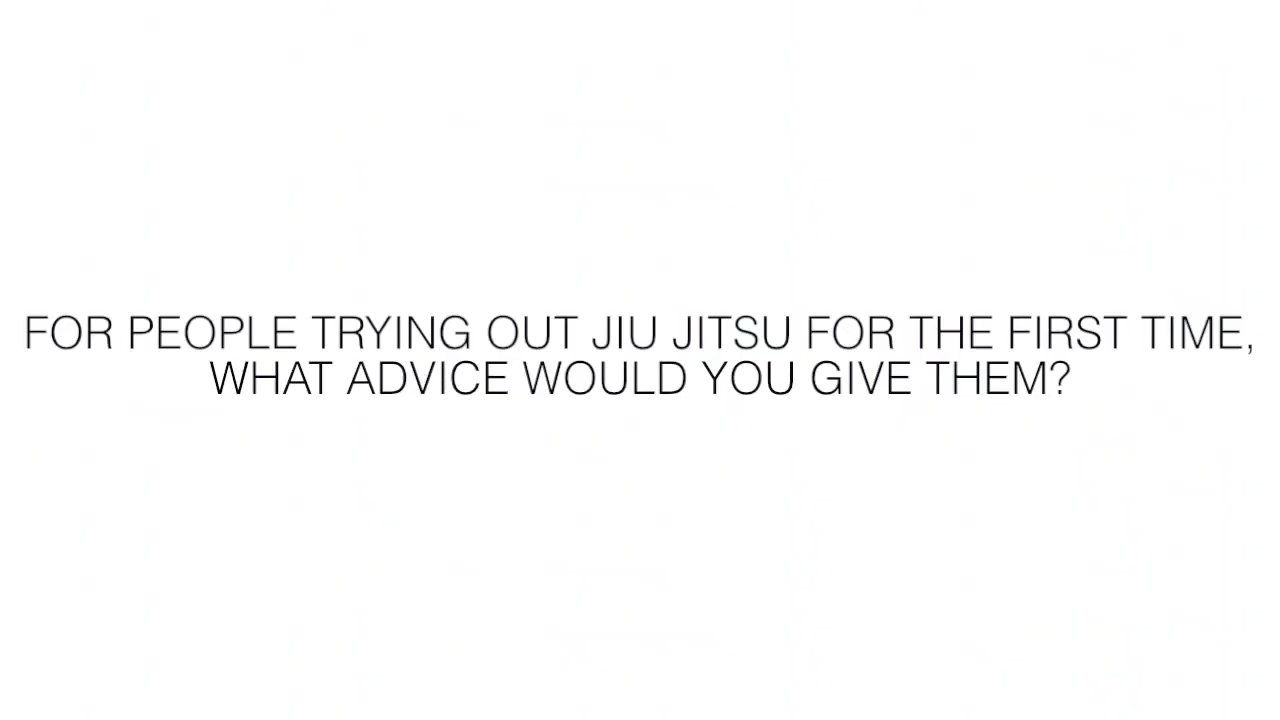 FOR PEOPLE TRYING OUT JIU JITSU FOR THE FIRST TIME,
WHAT ADVICE WOULD YOU GIVE THEM?